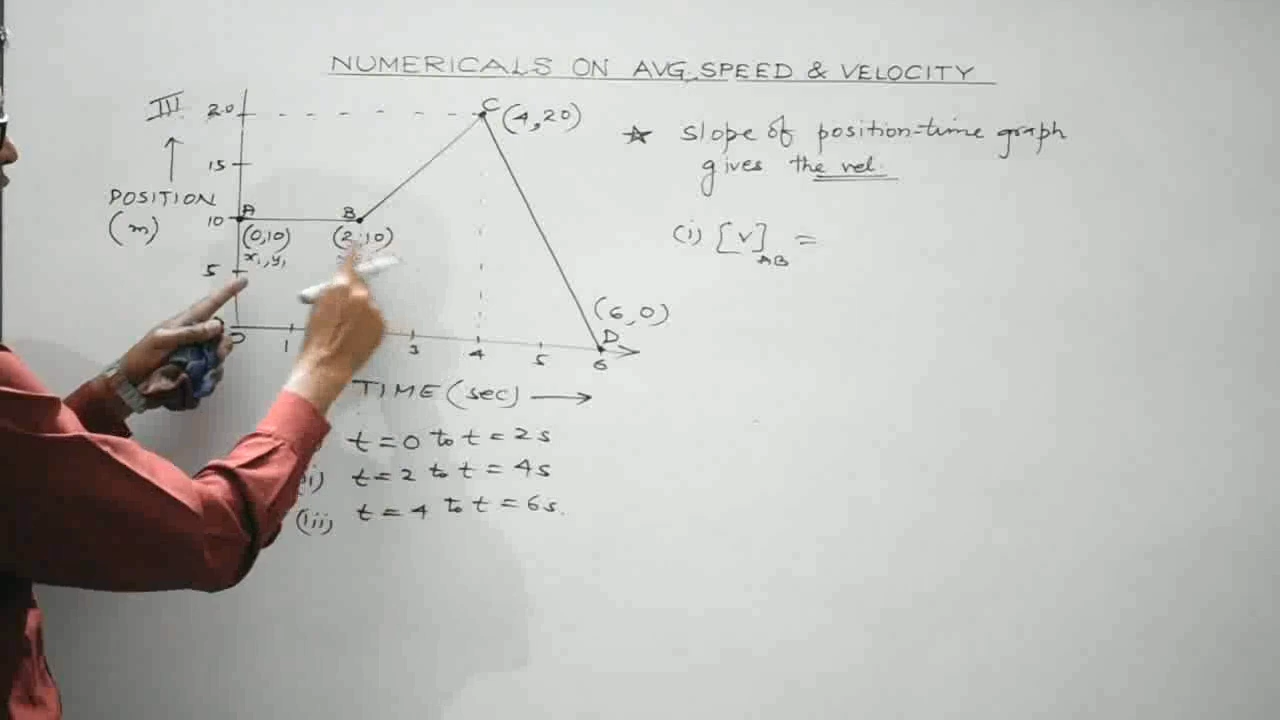 NUMERICALS ON AVG. SPEED & VELOCITY
III.
20
15
10
5
POSITION
(m)
A
(0,10)
x₁, y₁
B
(2,10)
C
(4,20)
(6,0)
D
0
1
3
4
5
6
TIME (sec)
t = 0 to t = 2s
t = 2 to t = 4s
(iii) t = 4 to t = 6s.
★ slope of position-time graph
gives the vel.
(i) [v]AB =